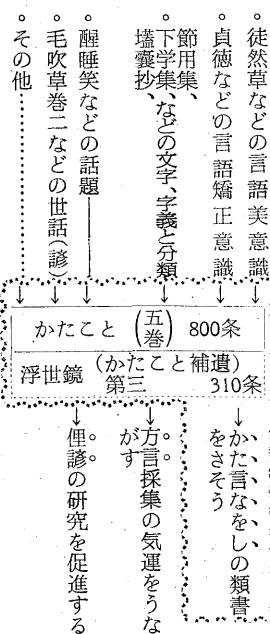 。徒然草などの言語美意識
。貞徳などの言語矯正意識
。節用集、
下学集、などの文字、字義と分類
壒囊抄、
。醒睡笑などの話題
。毛吹草巻二などの世話(諺)
。その他…………
かたこと (五巻) 800条
浮世鏡 第三 (かたこと補遺) 310条
かた言なをしの類書
をさそう
方言採集の気運をうな
がす
俚諺の研究を促進する